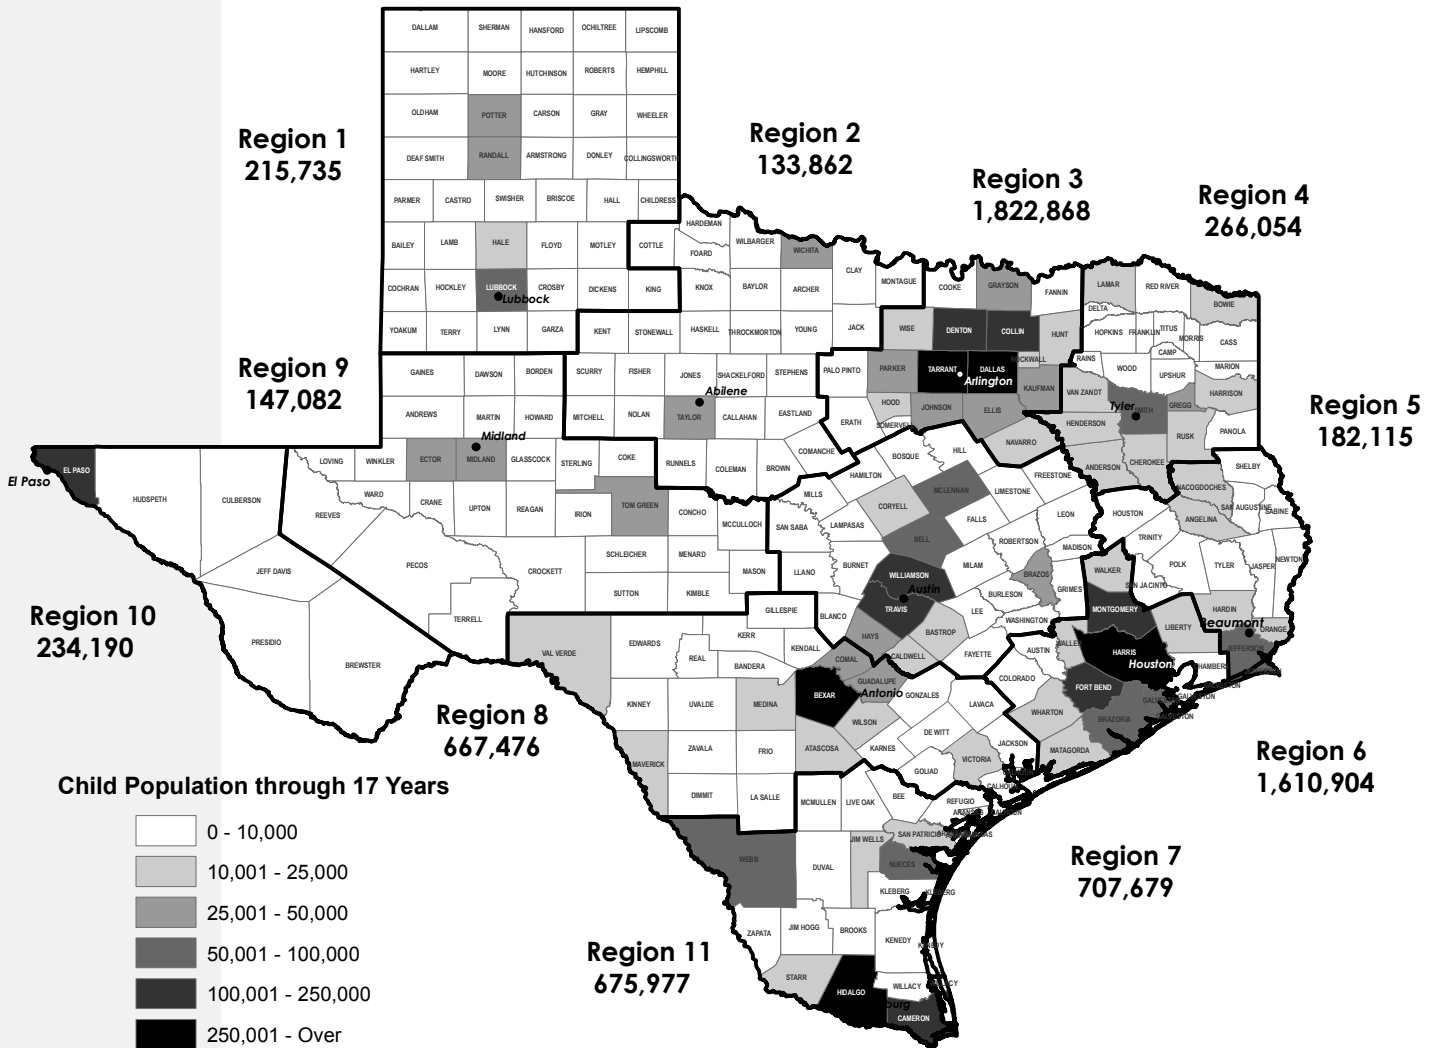 DALLAM SHERMAN HANSFORD OCHILTREE LIPSCOMB
HARTLEY MOORE HUTCHINSON ROBERTS HEMPHILL
OLDHAM POTTER CARSON GRAY WHEELER
Region 1
215,735
Region 2
133,862
DEAF SMITH RANDALL ARMSTRONG DONLEY COLLINGSWORTH
Region 3
1,822,868
Region 4
266,054
PARMER CASTRO SWISHER BRISCOE HALL CHILDRESS
BAILEY LAMB HALE FLOYD MOTLEY COTTLE
HARDEMAN FOARD WILBARGER WICHITA CLAY MONTAGUE COOKE GRAYSON FANNIN LAMAR RED RIVER BOWIE
COCHRAN HOCKLEY LUBBOCK CROSBY DICKENS KING KNOX BAYLOR ARCHER
Lubbock
DELTA HOPKINS FRANKLIN TITUS MORRIS CASS
YOAKUM TERRY LYNN GARZA KENT STONEWALL HASKELL THROCKMORTON YOUNG JACK WISE DENTON COLLIN HUNT
Region 9
147,082
ROCKWALL RAINS WOOD CAMP UPSHUR MARION
GAINES DAWSON BORDEN SCURRY FISHER JONES SHACKELFORD STEPHENS PALO PINTO PARKER TARRANT DALLAS KAUFMAN VAN ZANDT SMITH GREGG HARRISON
Abilene
Arlington
Tyler
Region 5
182,115
ANDREWS MARTIN HOWARD MITCHELL NOLAN TAYLOR CALLAHAN EASTLAND ERATH HOOD SOMERVELL JOHNSON ELLIS NAVARRO HENDERSON RUSK PANOLA
Midland
LOVING WINKLER ECTOR MIDLAND GLASSCOCK STERLING COKE RUNNELS COLEMAN BROWN COMANCHE HAMILTON BOSQUE HILL FREESTONE ANDERSON CHEROKEE SHELBY
EL PASO
El Paso
HUDSPETH CULBERSON REEVES WARD CRANE UPTON REAGAN IRION TOM GREEN CONCHO MCCULLOCH MILLS SAN SABA LAMPASAS CORYELL MCLENNAN LIMESTONE LEON HOUSTON NACOGDOCHES SAN AUGUSTINE SABINE ANGELINA
BELL FALLS ROBERTSON MADISON TRINITY POLK TYLER JASPER NEWTON
JEFF DAVIS PECOS CROCKETT SCHLEICHER MENARD MASON LLANO BURNET WILLIAMSON MILAM BRAZOS GRIMES WALKER SAN JACINTO
SUTTON KIMBLE GILLESPIE BLANCO TRAVIS LEE BURLESON WASHINGTON MONTGOMERY LIBERTY HARDIN ORANGE
Austin
Beaumont
Region 10
234,190
PRESIDIO BREWSTER TERRELL VAL VERDE EDWARDS REAL KERR BANDERA KENDALL HAYS COMAL CALDWELL BASTROP FAYETTE AUSTIN WALLER HARRIS CHAMBERS JEFFERSON
Houston
GALVESTON
GALVESTON
Region 8
667,476
KINNEY UVALDE MEDINA BEXAR GUADALUPE GONZALES LAVACA COLORADO WHARTON FORT BEND BRAZORIA
Antonio
MAVERICK ZAVALA FRIO ATASCOSA WILSON KARNES DE WITT JACKSON MATAGORDA VICTORIA GOLIAD
Region 6
1,610,904
DIMMIT LA SALLE MCMULLEN LIVE OAK BEE REFUGIO CALHOUN
Child Population through 17 Years
0 - 10,000
10,001 - 25,000
25,001 - 50,000
50,001 - 100,000
100,001 - 250,000
250,001 - Over
WEBB DUVAL JIM WELLS SAN PATRICIO NUECES KLEBERG KLEBERG
Region 7
707,679
ZAPATA JIM HOGG BROOKS KENEDY KENEDY
Region 11
675,977
STARR HIDALGO WILLACY WILLACY
CAMERON